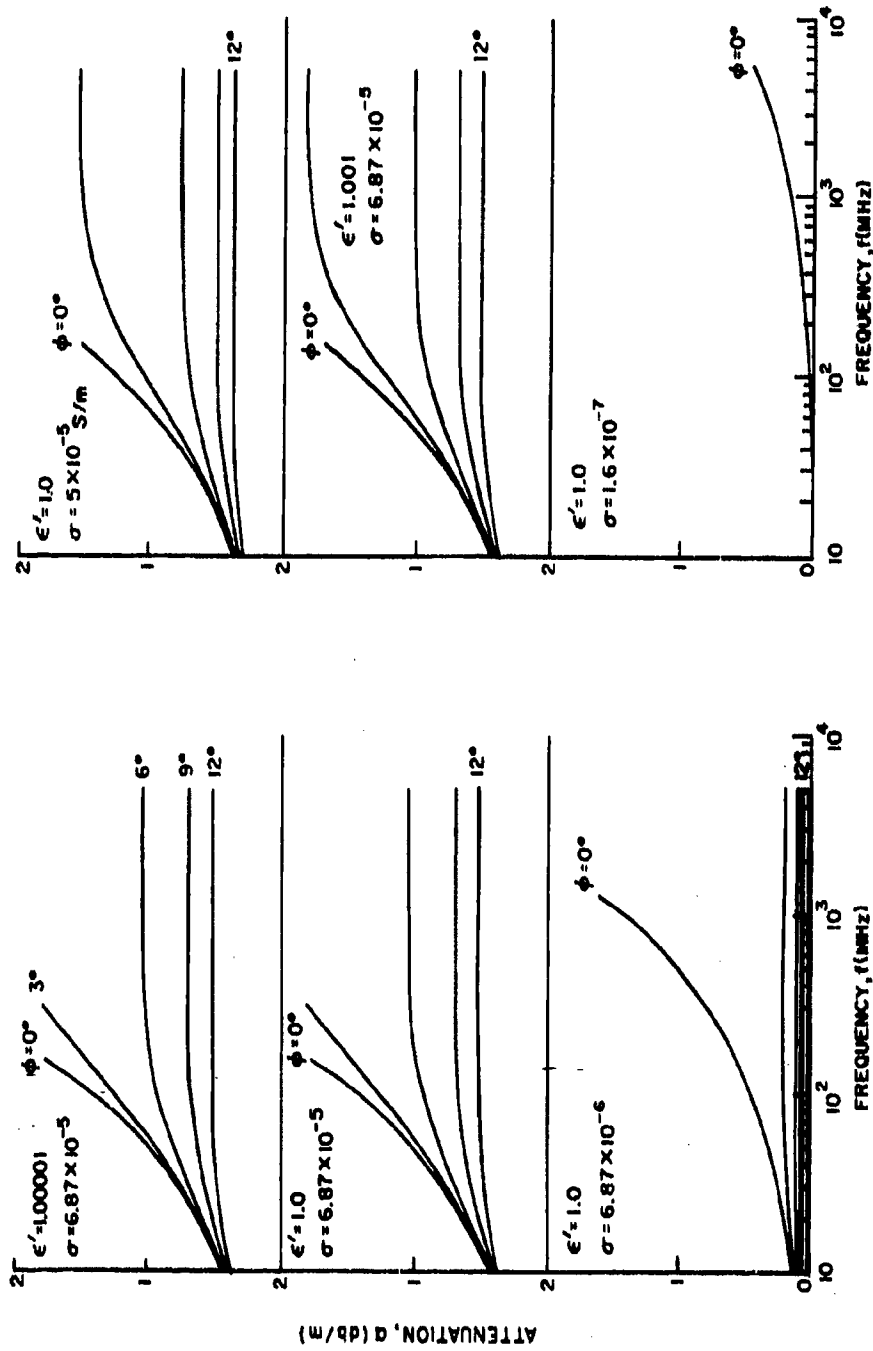 ATTENUATION, α (db/m)
2
ε′=1.00001
σ=6.87×10⁻⁵
φ=0°
3°
1
6°
9°
12°
2
ε′=1.0
σ=6.87×10⁻⁵
φ=0°
1
12°
2
ε′=1.0
σ=6.87×10⁻⁶
φ=0°
1
12°
0
10
10²
10³
10⁴
FREQUENCY, f(MHz)
2
ε′=1.0
σ=5×10⁻⁵ S/m
φ=0°
1
12°
2
φ=0°
ε′=1.001
σ=6.87×10⁻⁵
1
12°
2
ε′=1.0
σ=1.6×10⁻⁷
1
φ=0°
0
10
10²
10³
10⁴
FREQUENCY, f(MHz)